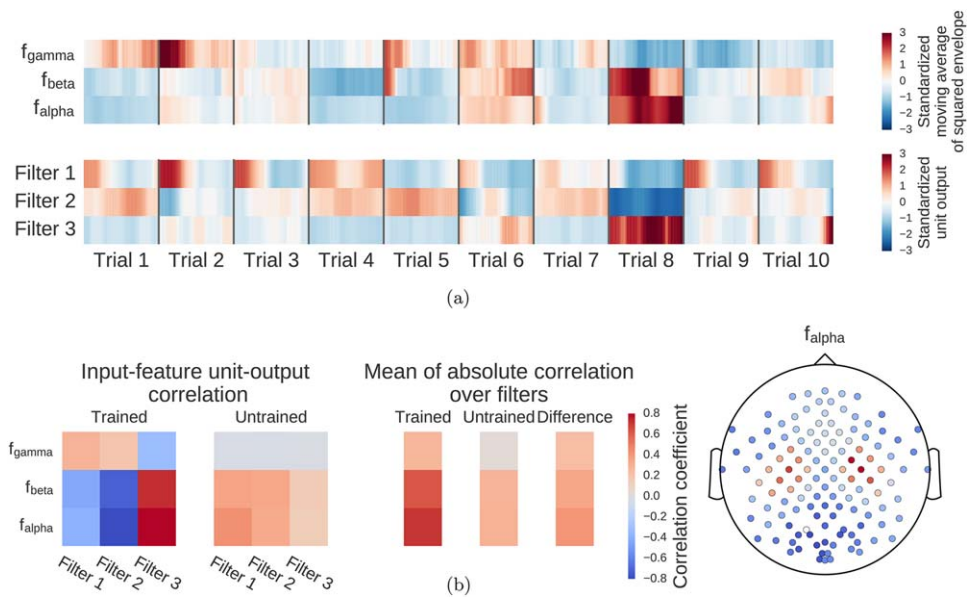 f_gamma
f_beta
f_alpha
3
2
1
0
−1
−2
−3
Standardized
moving average
of squared envelope
Filter 1
Filter 2
Filter 3
3
2
1
0
−1
−2
−3
Standardized
unit output
Trial 1 Trial 2 Trial 3 Trial 4 Trial 5 Trial 6 Trial 7 Trial 8 Trial 9 Trial 10
(a)
Input-feature unit-output
correlation
Trained Untrained
f_gamma
f_beta
f_alpha
Filter 1 Filter 2 Filter 3 Filter 1 Filter 2 Filter 3
Mean of absolute correlation
over filters
Trained Untrained Difference
0.8
0.6
0.4
0.2
0.0
−0.2
−0.4
−0.6
−0.8
Correlation coefficient
f_alpha
(b)